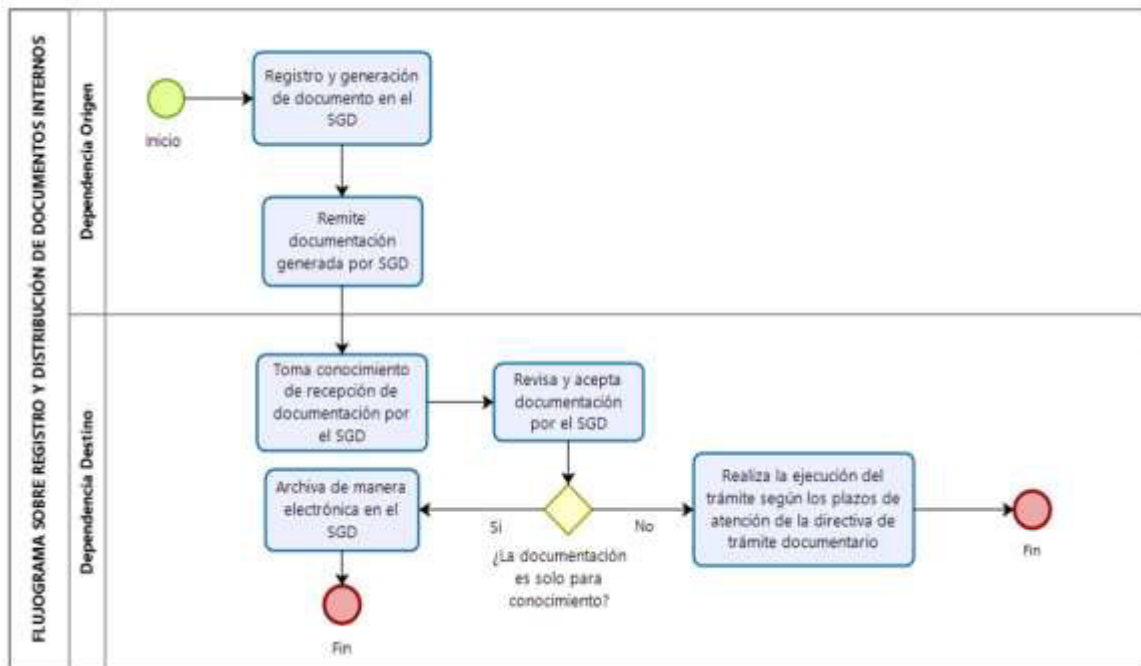 FLUJOGRAMA SOBRE REGISTRO Y DISTRIBUCIÓN DE DOCUMENTOS INTERNOS
Dependencia Origen
Inicio
Registro y generación
de documento en el
SGD
Remite
documentación
generada por SGD
Dependencia Destino
Toma conocimiento
de recepción de
documentación por
el SGD
Revisa y acepta
documentación
por el SGD
Archiva de manera
electrónica en el
SGD
Si
No
¿La documentación
es solo para
conocimiento?
Realiza la ejecución del
trámite según los plazos de
atención de la directiva de
trámite documentario
Fin
Fin